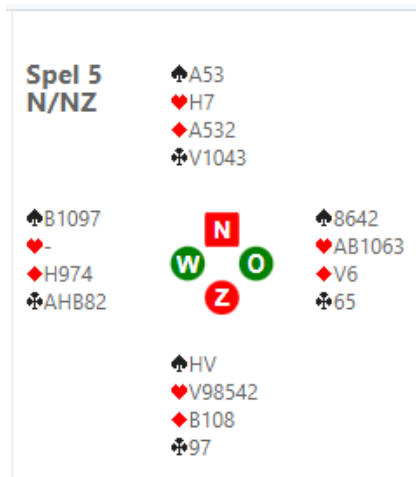 Spel 5
N/NZ
♠A53
♥H7
♦A532
♣V1043
♠B1097
♥-
♦H974
♣AHB82
N
W O
Z
♠8642
♥AB1063
♦V6
♣65
♠HV
♥V98542
♦B108
♣97